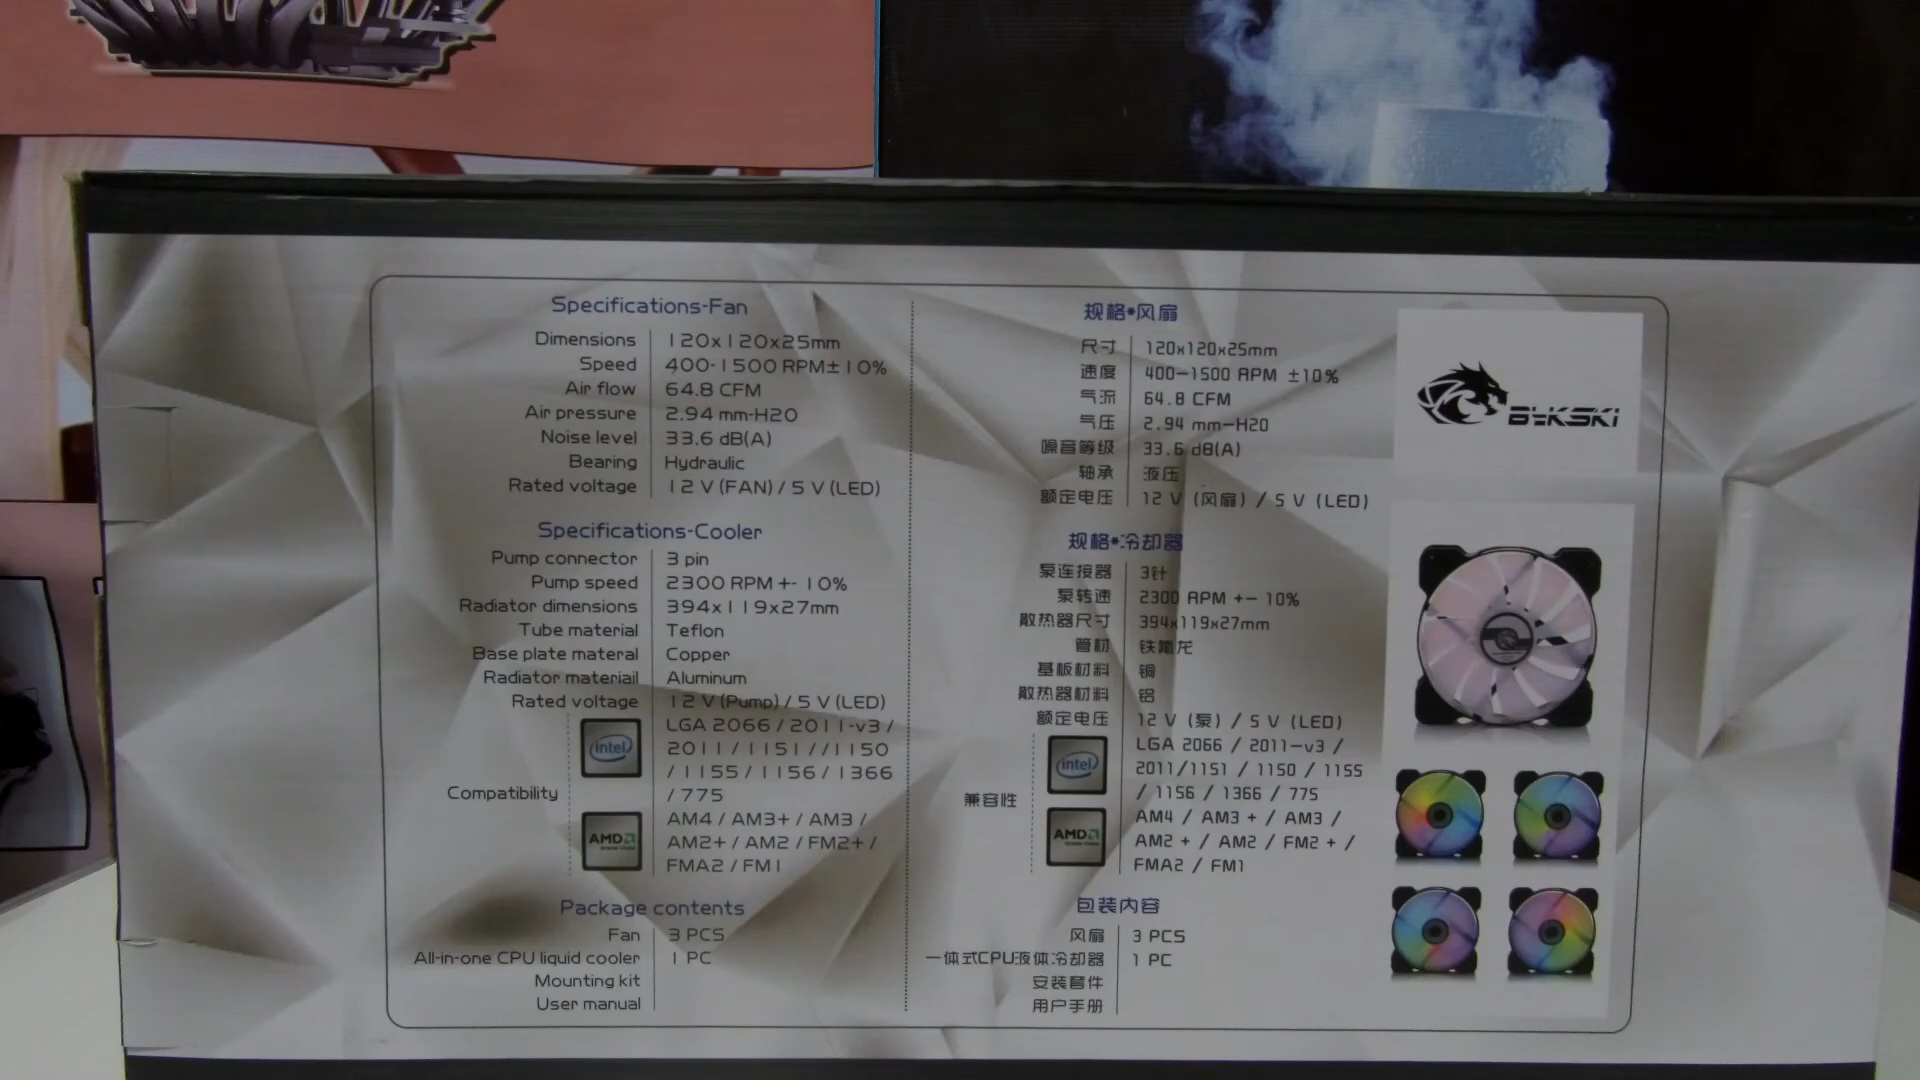 Specifications-Fan
Dimensions 120x120x25mm
Speed 400-1500 RPM±10%
Air flow 64.8 CFM
Air pressure 2.94 mm-H2O
Noise level 33.6 dB(A)
Bearing Hydraulic
Rated voltage 12 V (FAN) / 5 V (LED)
Specifications-Cooler
Pump connector 3 pin
Pump speed 2300 RPM +- 10%
Radiator dimensions 394x119x27mm
Tube material Teflon
Base plate materal Copper
Radiator materiail Aluminum
Rated voltage 12 V (Pump) / 5 V (LED)
Compatibility
intel
LGA 2066 / 2011-v3 /
2011 / 1151 / / 1150
/ 1155 / 1156 / 1366
/ 775
AMD
AM4 / AM3+ / AM3 /
AM2+ / AM2 / FM2+ /
FMA2 / FM1
Package contents
Fan 3 PCS
All-in-one CPU liquid cooler 1 PC
Mounting kit
User manual
规格•风扇
尺寸 120x120x25mm
速度 400-1500 RPM ±10%
气流 64.8 CFM
气压 2.94 mm-H2O
噪音等级 33.6 dB(A)
轴承 液压
额定电压 12 V (风扇) / 5 V (LED)
规格•冷却器
泵连接器 3针
泵转速 2300 RPM +- 10%
散热器尺寸 394x119x27mm
管材 铁氟龙
基板材料 铜
散热器材料 铝
额定电压 12 V (泵) / 5 V (LED)
兼容性
intel
LGA 2066 / 2011-v3 /
2011/1151 / 1150 / 1155
/ 1156 / 1366 / 775
AMD
AM4 / AM3 + / AM3 /
AM2 + / AM2 / FM2 + /
FMA2 / FM1
包装内容
风扇 3 PCS
一体式CPU液体冷却器 1 PC
安装套件
用户手册
BYKSKI